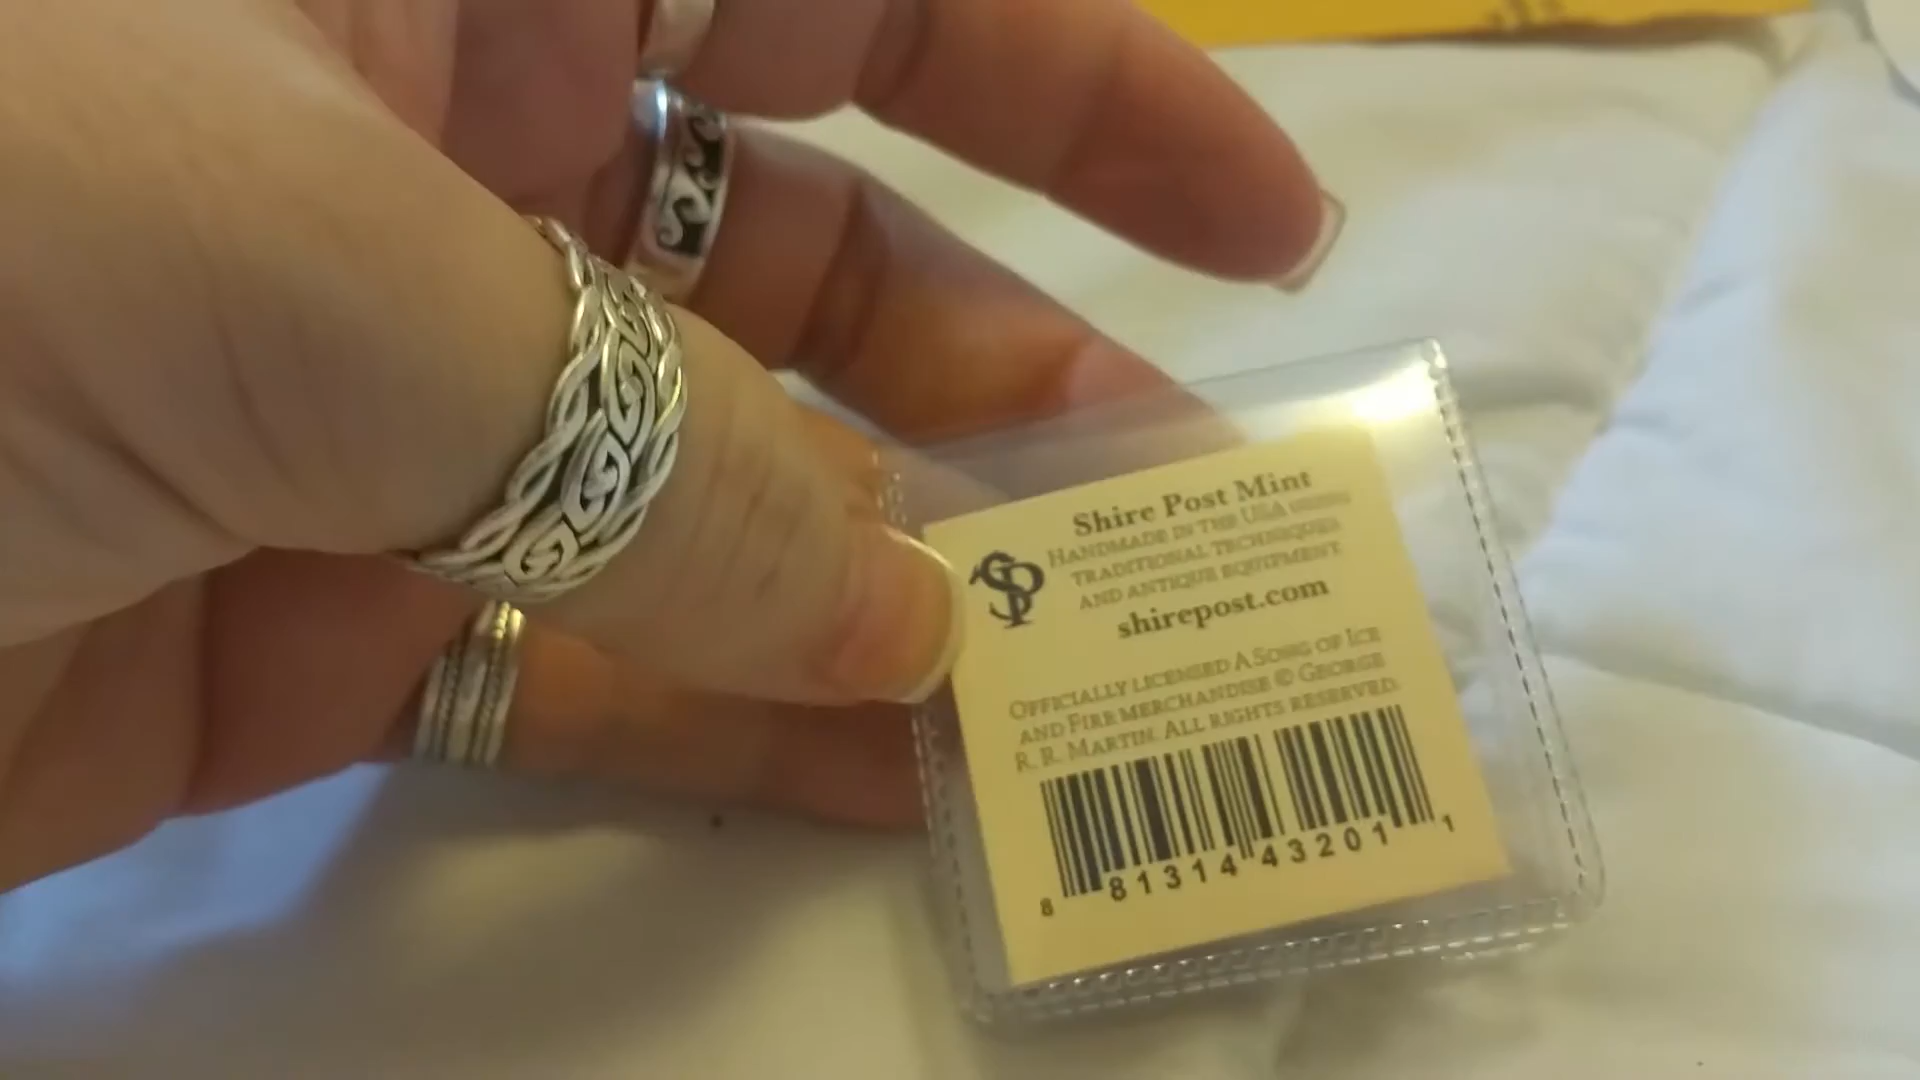 Shire Post Mint
HANDMADE IN THE USA USING
TRADITIONAL TECHNIQUES
AND ANTIQUE EQUIPMENT
shirepost.com
OFFICIALLY LICENSED A SONG OF ICE
AND FIRE MERCHANDISE © GEORGE
R. R. MARTIN. ALL RIGHTS RESERVED.
8 81314 43201 1